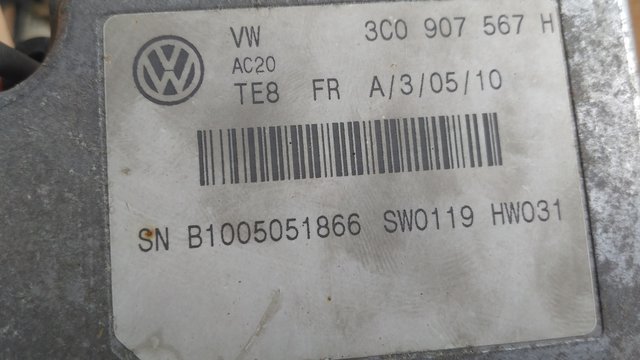 VW 3C0 907 567 H
AC20
TE8 FR A/3/05/10
SN B1005051866 SW0119 HW031